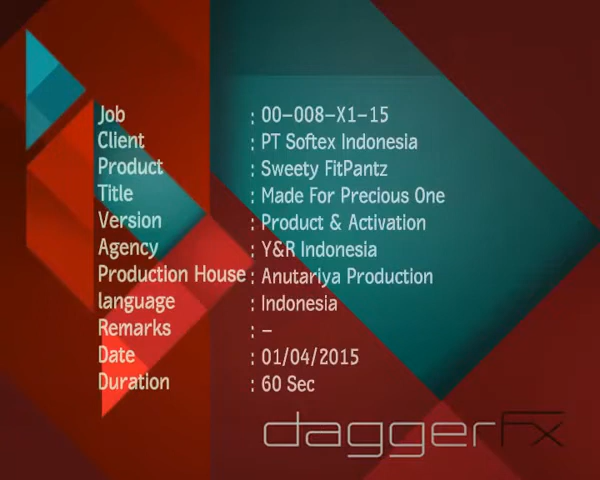 Job : 00-008-X1-15
Client : PT Softex Indonesia
Product : Sweety FitPantz
Title : Made For Precious One
Version : Product & Activation
Agency : Y&R Indonesia
Production House : Anutariya Production
language : Indonesia
Remarks : -
Date : 01/04/2015
Duration : 60 Sec
daggerFx